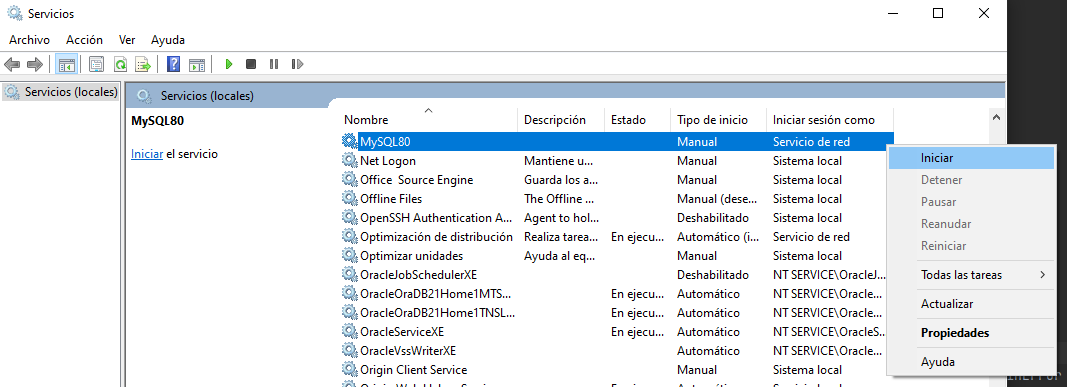 Servicios
Archivo Acción Ver Ayuda
Servicios (locales)
Servicios (locales)
MySQL80
Iniciar el servicio
Nombre Descripción Estado Tipo de inicio Iniciar sesión como
MySQL80 Manual Servicio de red
Net Logon Mantiene u... Manual Sistema local
Office Source Engine Guarda los a... Manual Sistema local
Offline Files The Offline ... Manual (dese... Sistema local
OpenSSH Authentication A... Agent to hol... Deshabilitado Sistema local
Optimización de distribución Realiza tarea... En ejecu... Automático (i... Servicio de red
Optimizar unidades Ayuda al eq... Manual Sistema local
OracleJobSchedulerXE Deshabilitado NT SERVICE\OracleJ...
OracleOraDB21Home1MTS... En ejecu... Automático NT SERVICE\Oracle...
OracleOraDB21Home1TNSL... En ejecu... Automático NT SERVICE\Oracle...
OracleServiceXE En ejecu... Automático NT SERVICE\OracleS...
OracleVssWriterXE Automático NT SERVICE\Oracle...
Origin Client Service Manual Sistema local
Iniciar
Detener
Pausar
Reanudar
Reiniciar
Todas las tareas
Actualizar
Propiedades
Ayuda